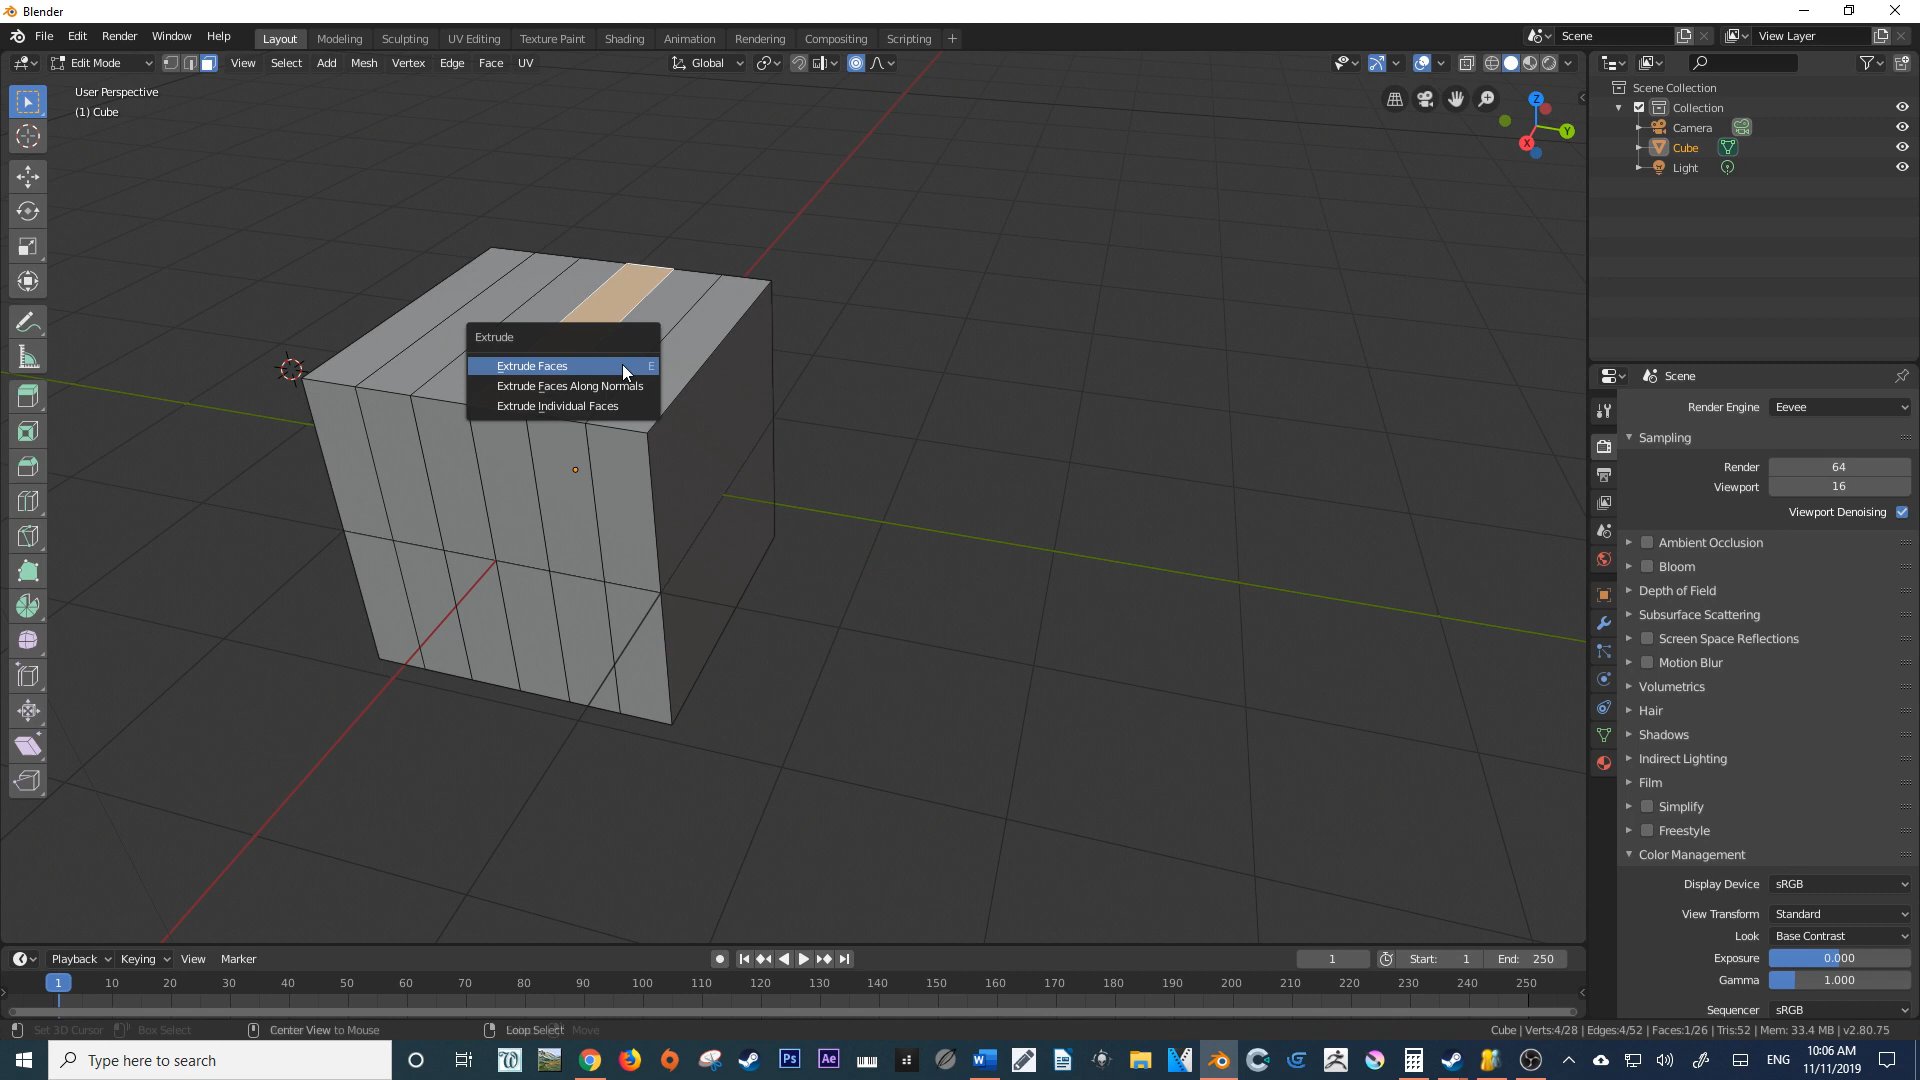 Blender
File Edit Render Window Help
Layout Modeling Sculpting UV Editing Texture Paint Shading Animation Rendering Compositing Scripting +
Scene
View Layer
Edit Mode
View Select Add Mesh Vertex Edge Face UV
Global
User Perspective
(1) Cube
Z
Y
X
Scene Collection
Collection
Camera
Cube
Light
Extrude
Extrude Faces E
Extrude Faces Along Normals
Extrude Individual Faces
Scene
Render Engine Eevee
Sampling
Render 64
Viewport 16
Viewport Denoising
Ambient Occlusion
Bloom
Depth of Field
Subsurface Scattering
Screen Space Reflections
Motion Blur
Volumetrics
Hair
Shadows
Indirect Lighting
Film
Simplify
Freestyle
Color Management
Display Device sRGB
View Transform Standard
Look Base Contrast
Exposure 0.000
Gamma 1.000
Sequencer sRGB
Playback Keying View Marker
1 Start: 1 End: 250
1 10 20 30 40 50 60 70 80 90 100 110 120 130 140 150 160 170 180 190 200 210 220 230 240 250
Set 3D Cursor Box Select Center View to Mouse Loop Select Move
Cube | Verts:4/28 | Edges:4/52 | Faces:1/26 | Tris:52 | Mem: 33.4 MB | v2.80.75
Type here to search
W
Ps
Ae
ENG
10:06 AM
11/11/2019